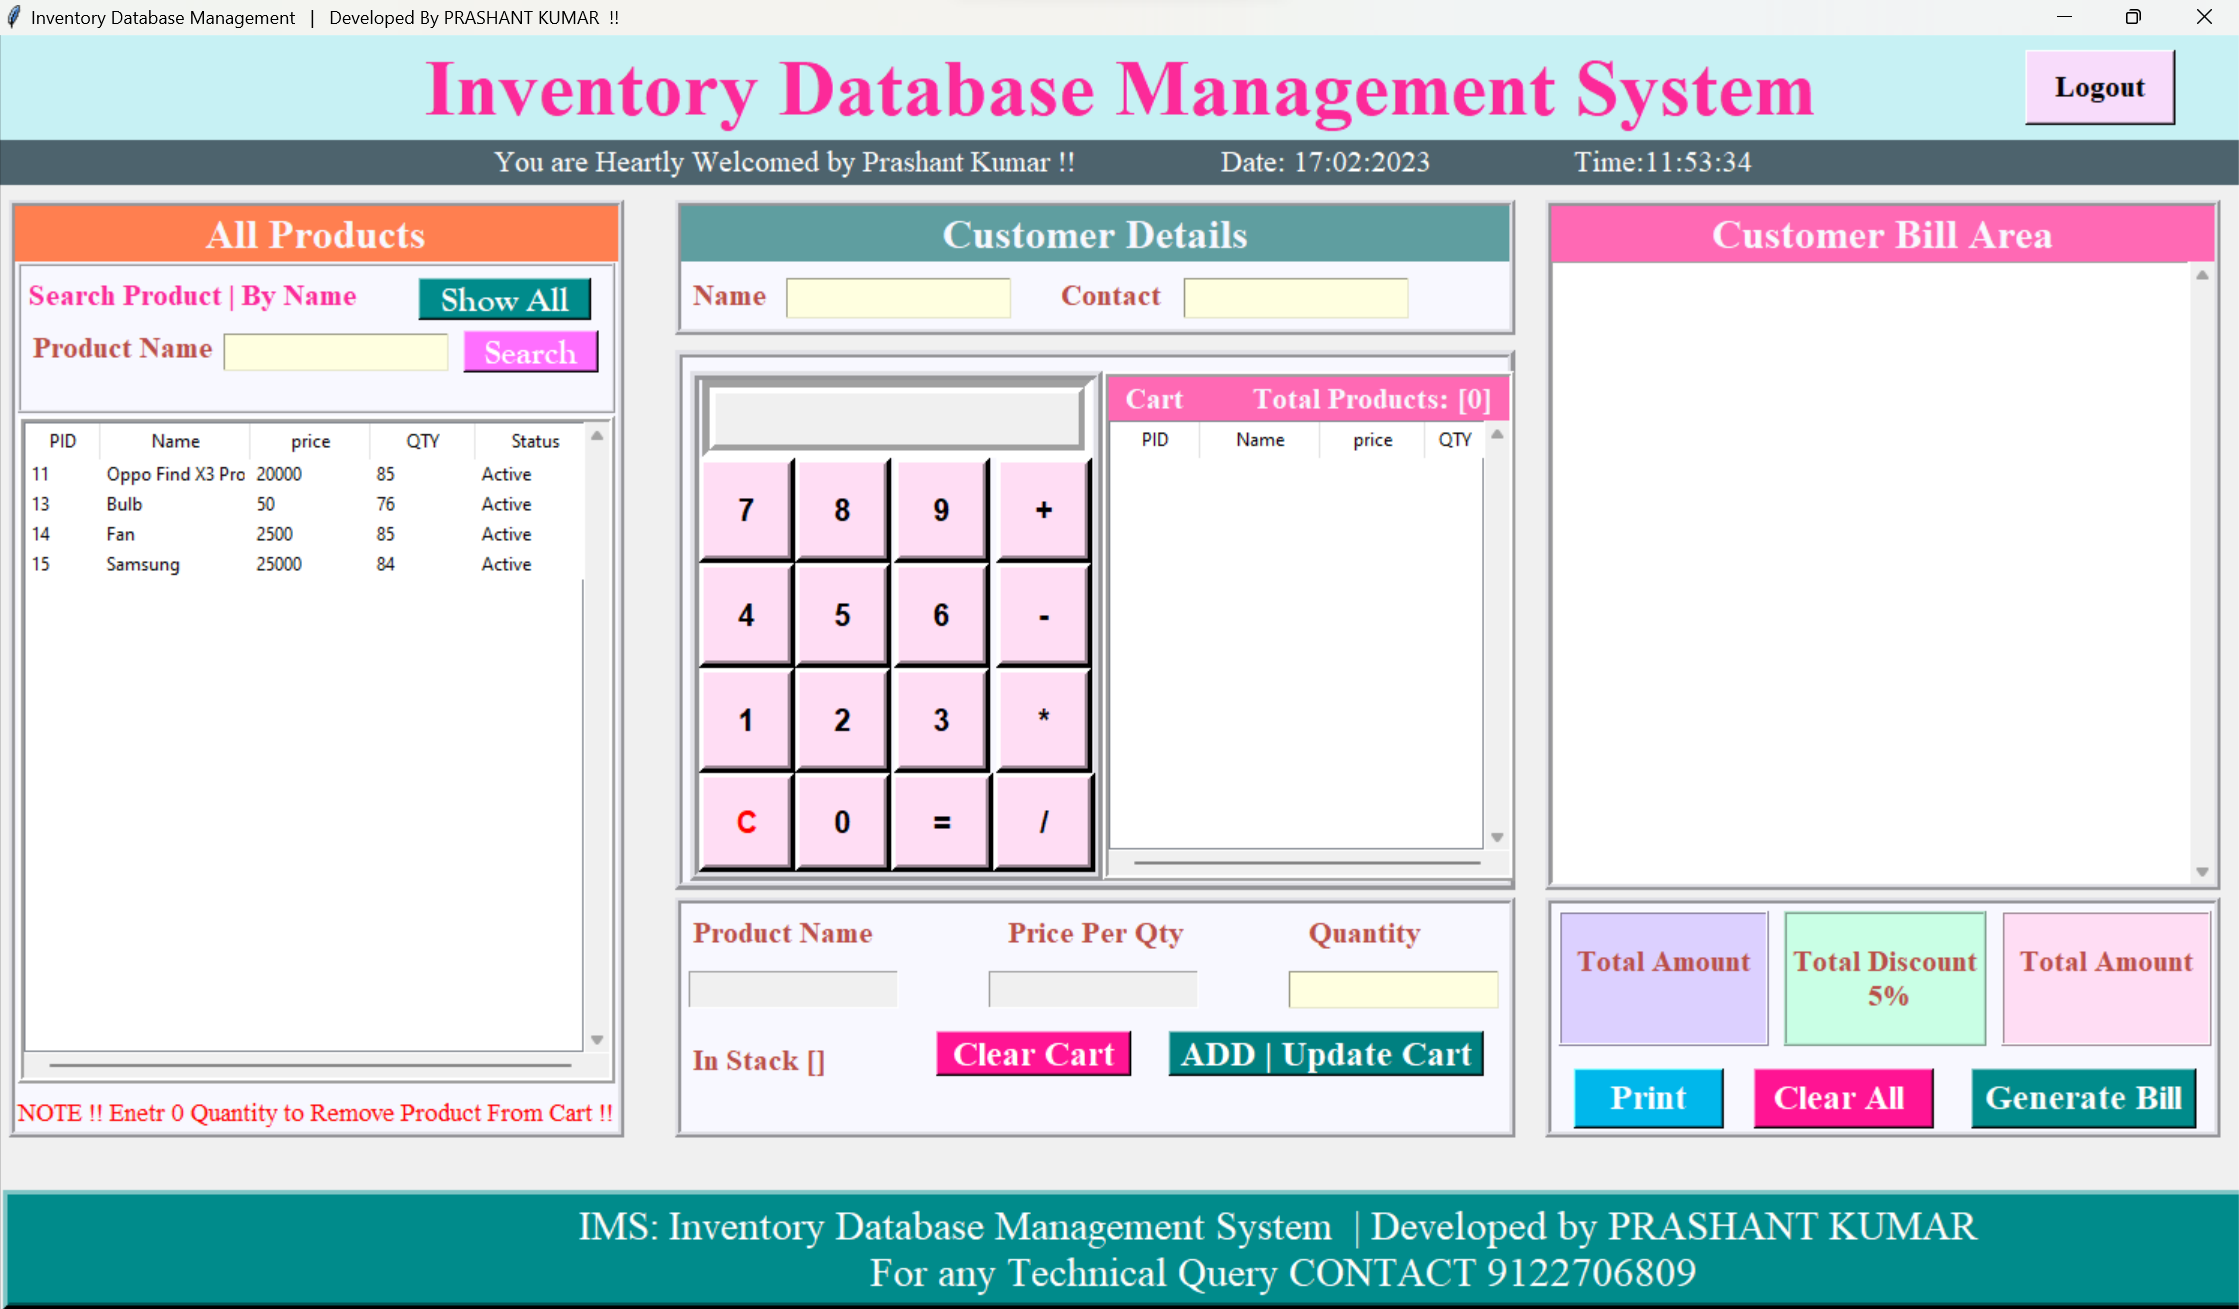 Inventory Database Management | Developed By PRASHANT KUMAR !!
Inventory Database Management System
Logout
You are Heartly Welcomed by Prashant Kumar !! Date: 17:02:2023 Time:11:53:34
All Products
Search Product | By Name Show All
Product Name Search
PID Name price QTY Status
11 Oppo Find X3 Pro 20000 85 Active
13 Bulb 50 76 Active
14 Fan 2500 85 Active
15 Samsung 25000 84 Active
NOTE !! Enetr 0 Quantity to Remove Product From Cart !!
Customer Details
Name Contact
7 8 9 +
4 5 6 -
1 2 3 *
C 0 = /
Cart Total Products: [0]
PID Name price QTY
Product Name Price Per Qty Quantity
In Stack [] Clear Cart ADD | Update Cart
Customer Bill Area
Total Amount
Total Discount
5%
Total Amount
Print Clear All Generate Bill
IMS: Inventory Database Management System | Developed by PRASHANT KUMAR
For any Technical Query CONTACT 9122706809